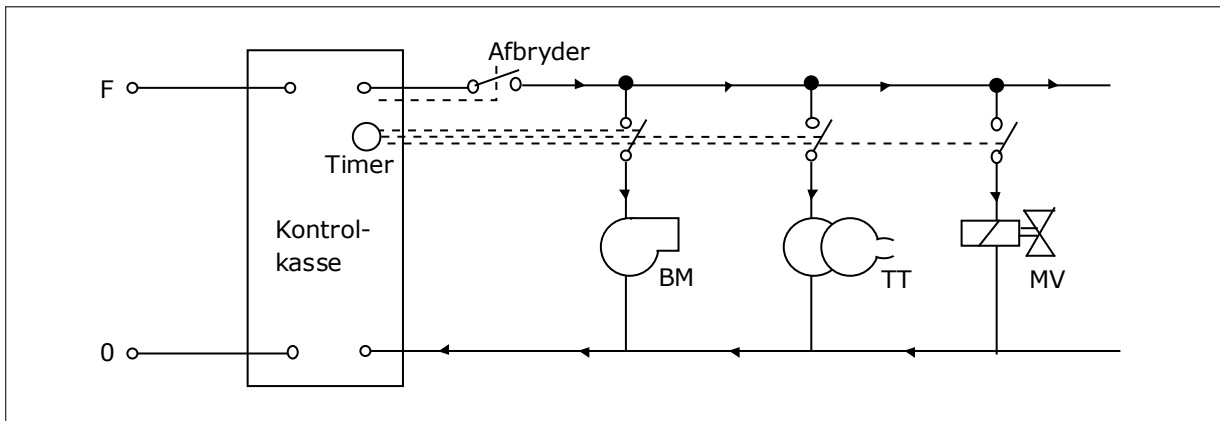 Afbryder
F
Timer
Kontrol-
kasse
BM
TT
MV
0